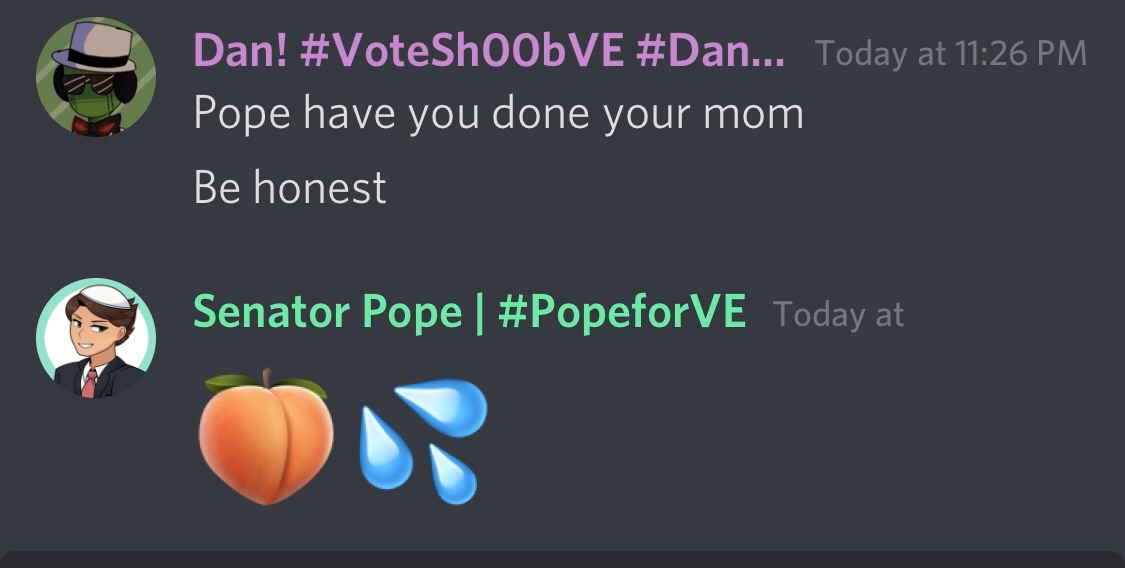 Dan! #VoteSh00bVE #Dan... Today at 11:26 PM
Pope have you done your mom
Be honest
Senator Pope | #PopeforVE Today at
🍑💦